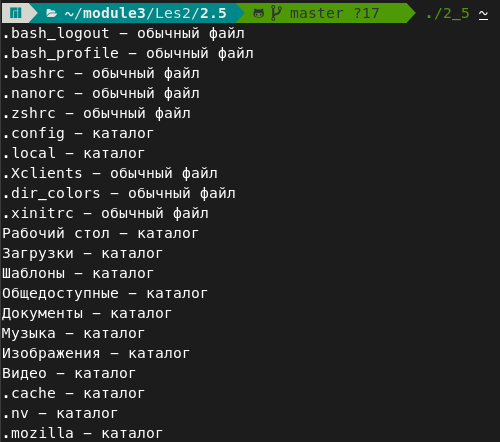 ~/module3/Les2/2.5 master ?17 ./2_5 ~
.bash_logout – обычный файл
.bash_profile – обычный файл
.bashrc – обычный файл
.nanorc – обычный файл
.zshrc – обычный файл
.config – каталог
.local – каталог
.Xclients – обычный файл
.dir_colors – обычный файл
.xinitrc – обычный файл
Рабочий стол – каталог
Загрузки – каталог
Шаблоны – каталог
Общедоступные – каталог
Документы – каталог
Музыка – каталог
Изображения – каталог
Видео – каталог
.cache – каталог
.nv – каталог
.mozilla – каталог